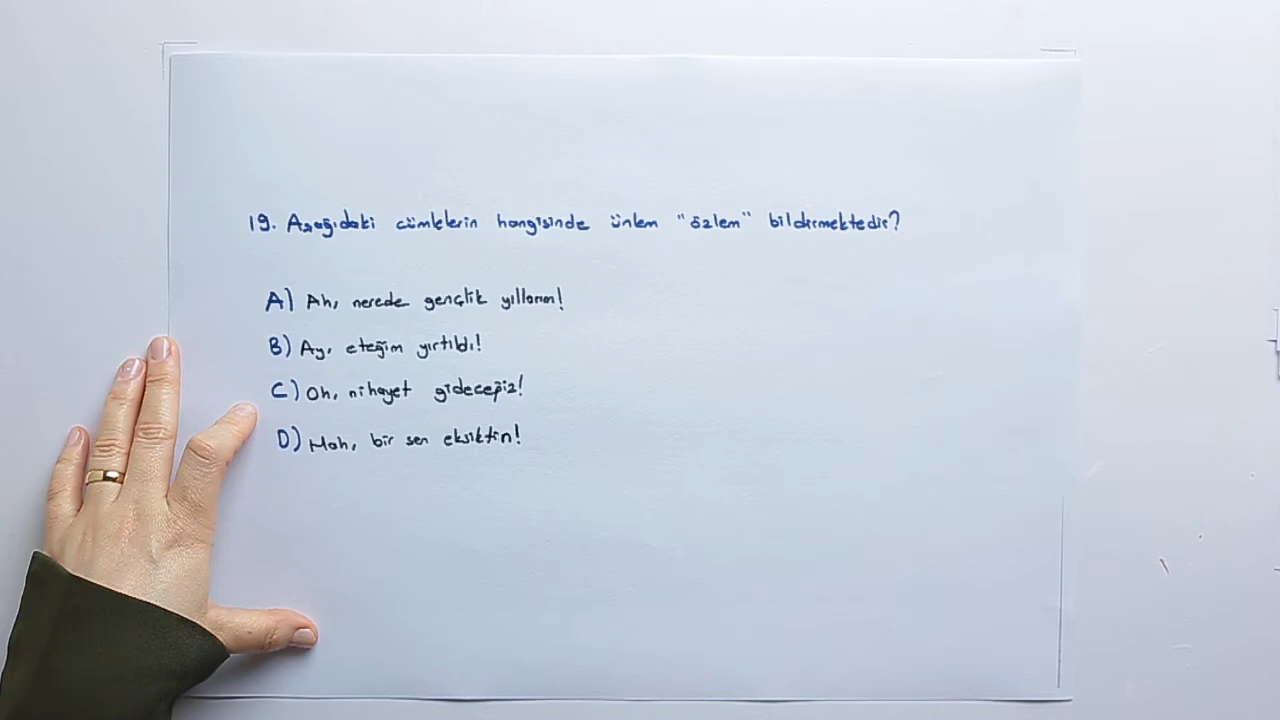 19. Aşağıdaki cümlelerin hangisinde ünlem "özlem" bildirmektedir?
A) Ah, nerede gençlik yıllarım!
B) Ay, eteğim yırtıldı!
C) Oh, nihayet gideceğiz!
D) Hah, bir sen eksiktin!